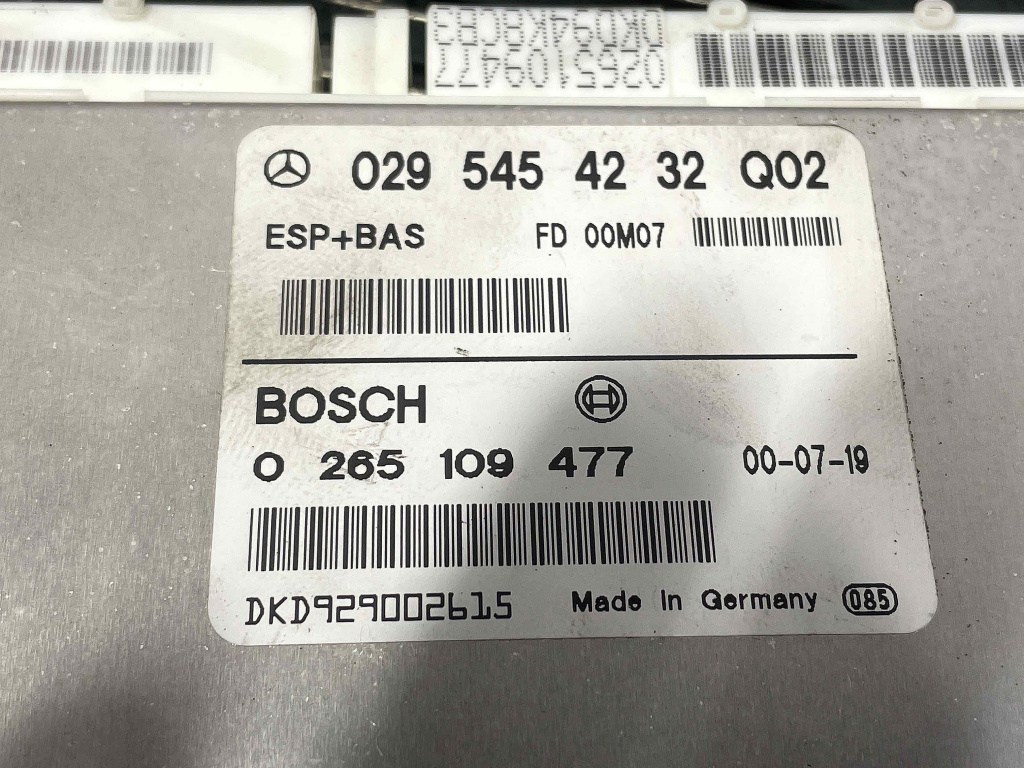 DKD94K8CB3
0265109477
029 545 42 32 Q02
ESP+BAS FD 00M07
BOSCH
0 265 109 477 00-07-19
DKD929002615 Made in Germany 085